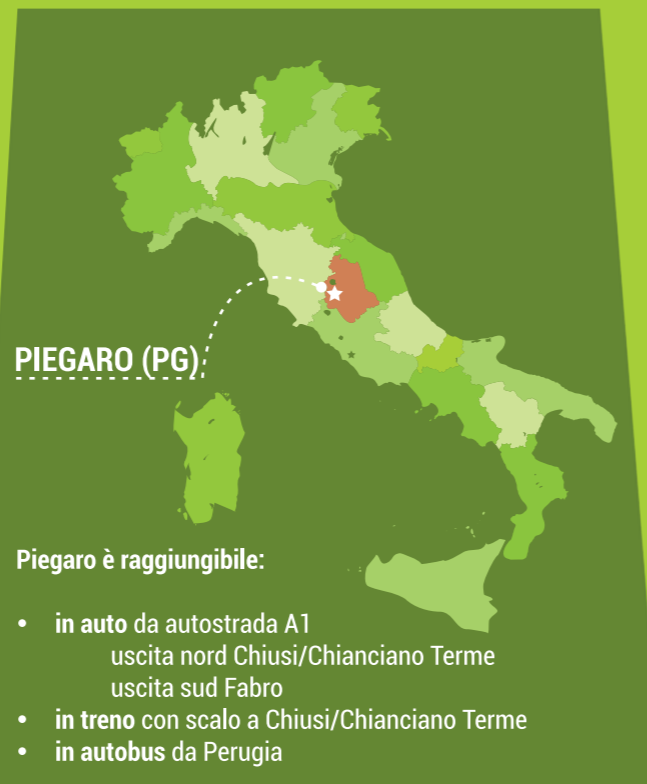 PIEGARO (PG)
Piegaro è raggiungibile:
• in auto da autostrada A1
uscita nord Chiusi/Chianciano Terme
uscita sud Fabro
• in treno con scalo a Chiusi/Chianciano Terme
• in autobus da Perugia